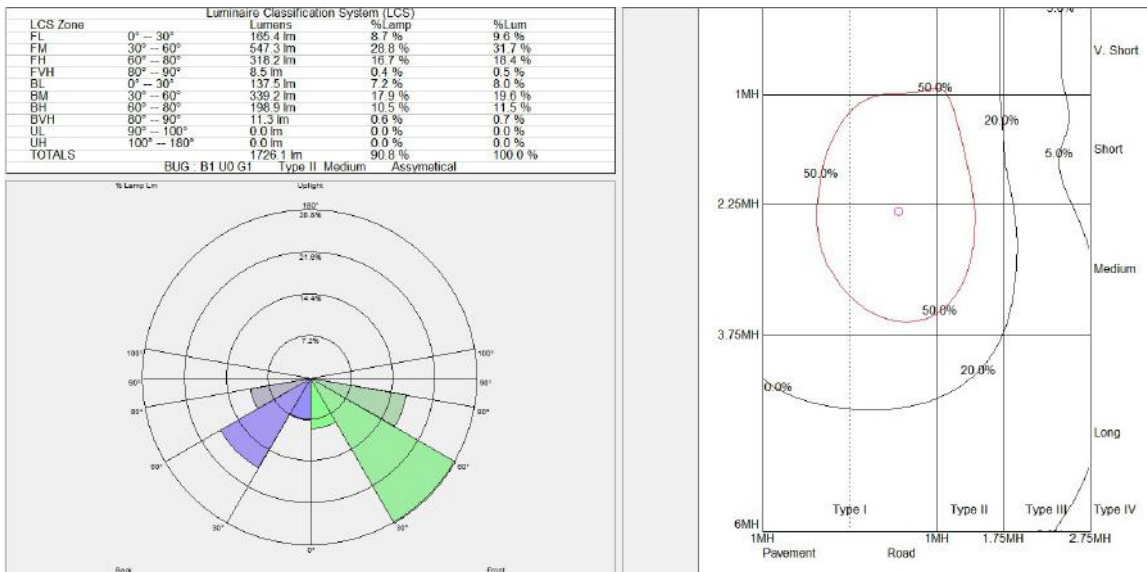 Luminaire Classification System (LCS)
LCS Zone Lumens %Lamp %Lum
FL 0° -- 30° 165.4 lm 8.7 % 9.6 %
FM 30° -- 60° 547.3 lm 28.8 % 31.7 %
FH 60° -- 80° 318.2 lm 16.7 % 18.4 %
FVH 80° -- 90° 8.5 lm 0.4 % 0.5 %
BL 0° -- 30° 137.5 lm 7.2 % 8.0 %
BM 30° -- 60° 339.2 lm 17.9 % 19.6 %
BH 60° -- 80° 198.9 lm 10.5 % 11.5 %
BVH 80° -- 90° 11.3 lm 0.6 % 0.7 %
UL 90° -- 100° 0.0 lm 0.0 % 0.0 %
UH 100° -- 180° 0.0 lm 0.0 % 0.0 %
TOTALS 1726.1 lm 90.8 % 100.0 %
BUG : B1 U0 G1 Type II Medium Assymetical
% Lamp Lm Uplight
180°
28.8%
21.6%
14.4%
7.2%
100° 100°
90° 90°
80° 80°
60° 60°
30° 30°
0°
Back Front
5.0%
V. Short
50.0%
1MH
20.0%
Short
5.0%
50.0%
2.25MH
Medium
50.0%
3.75MH
20.0%
0.0%
Long
Type I Type II Type III Type IV
6MH
1MH 1MH 1.75MH 2.75MH
Pavement Road